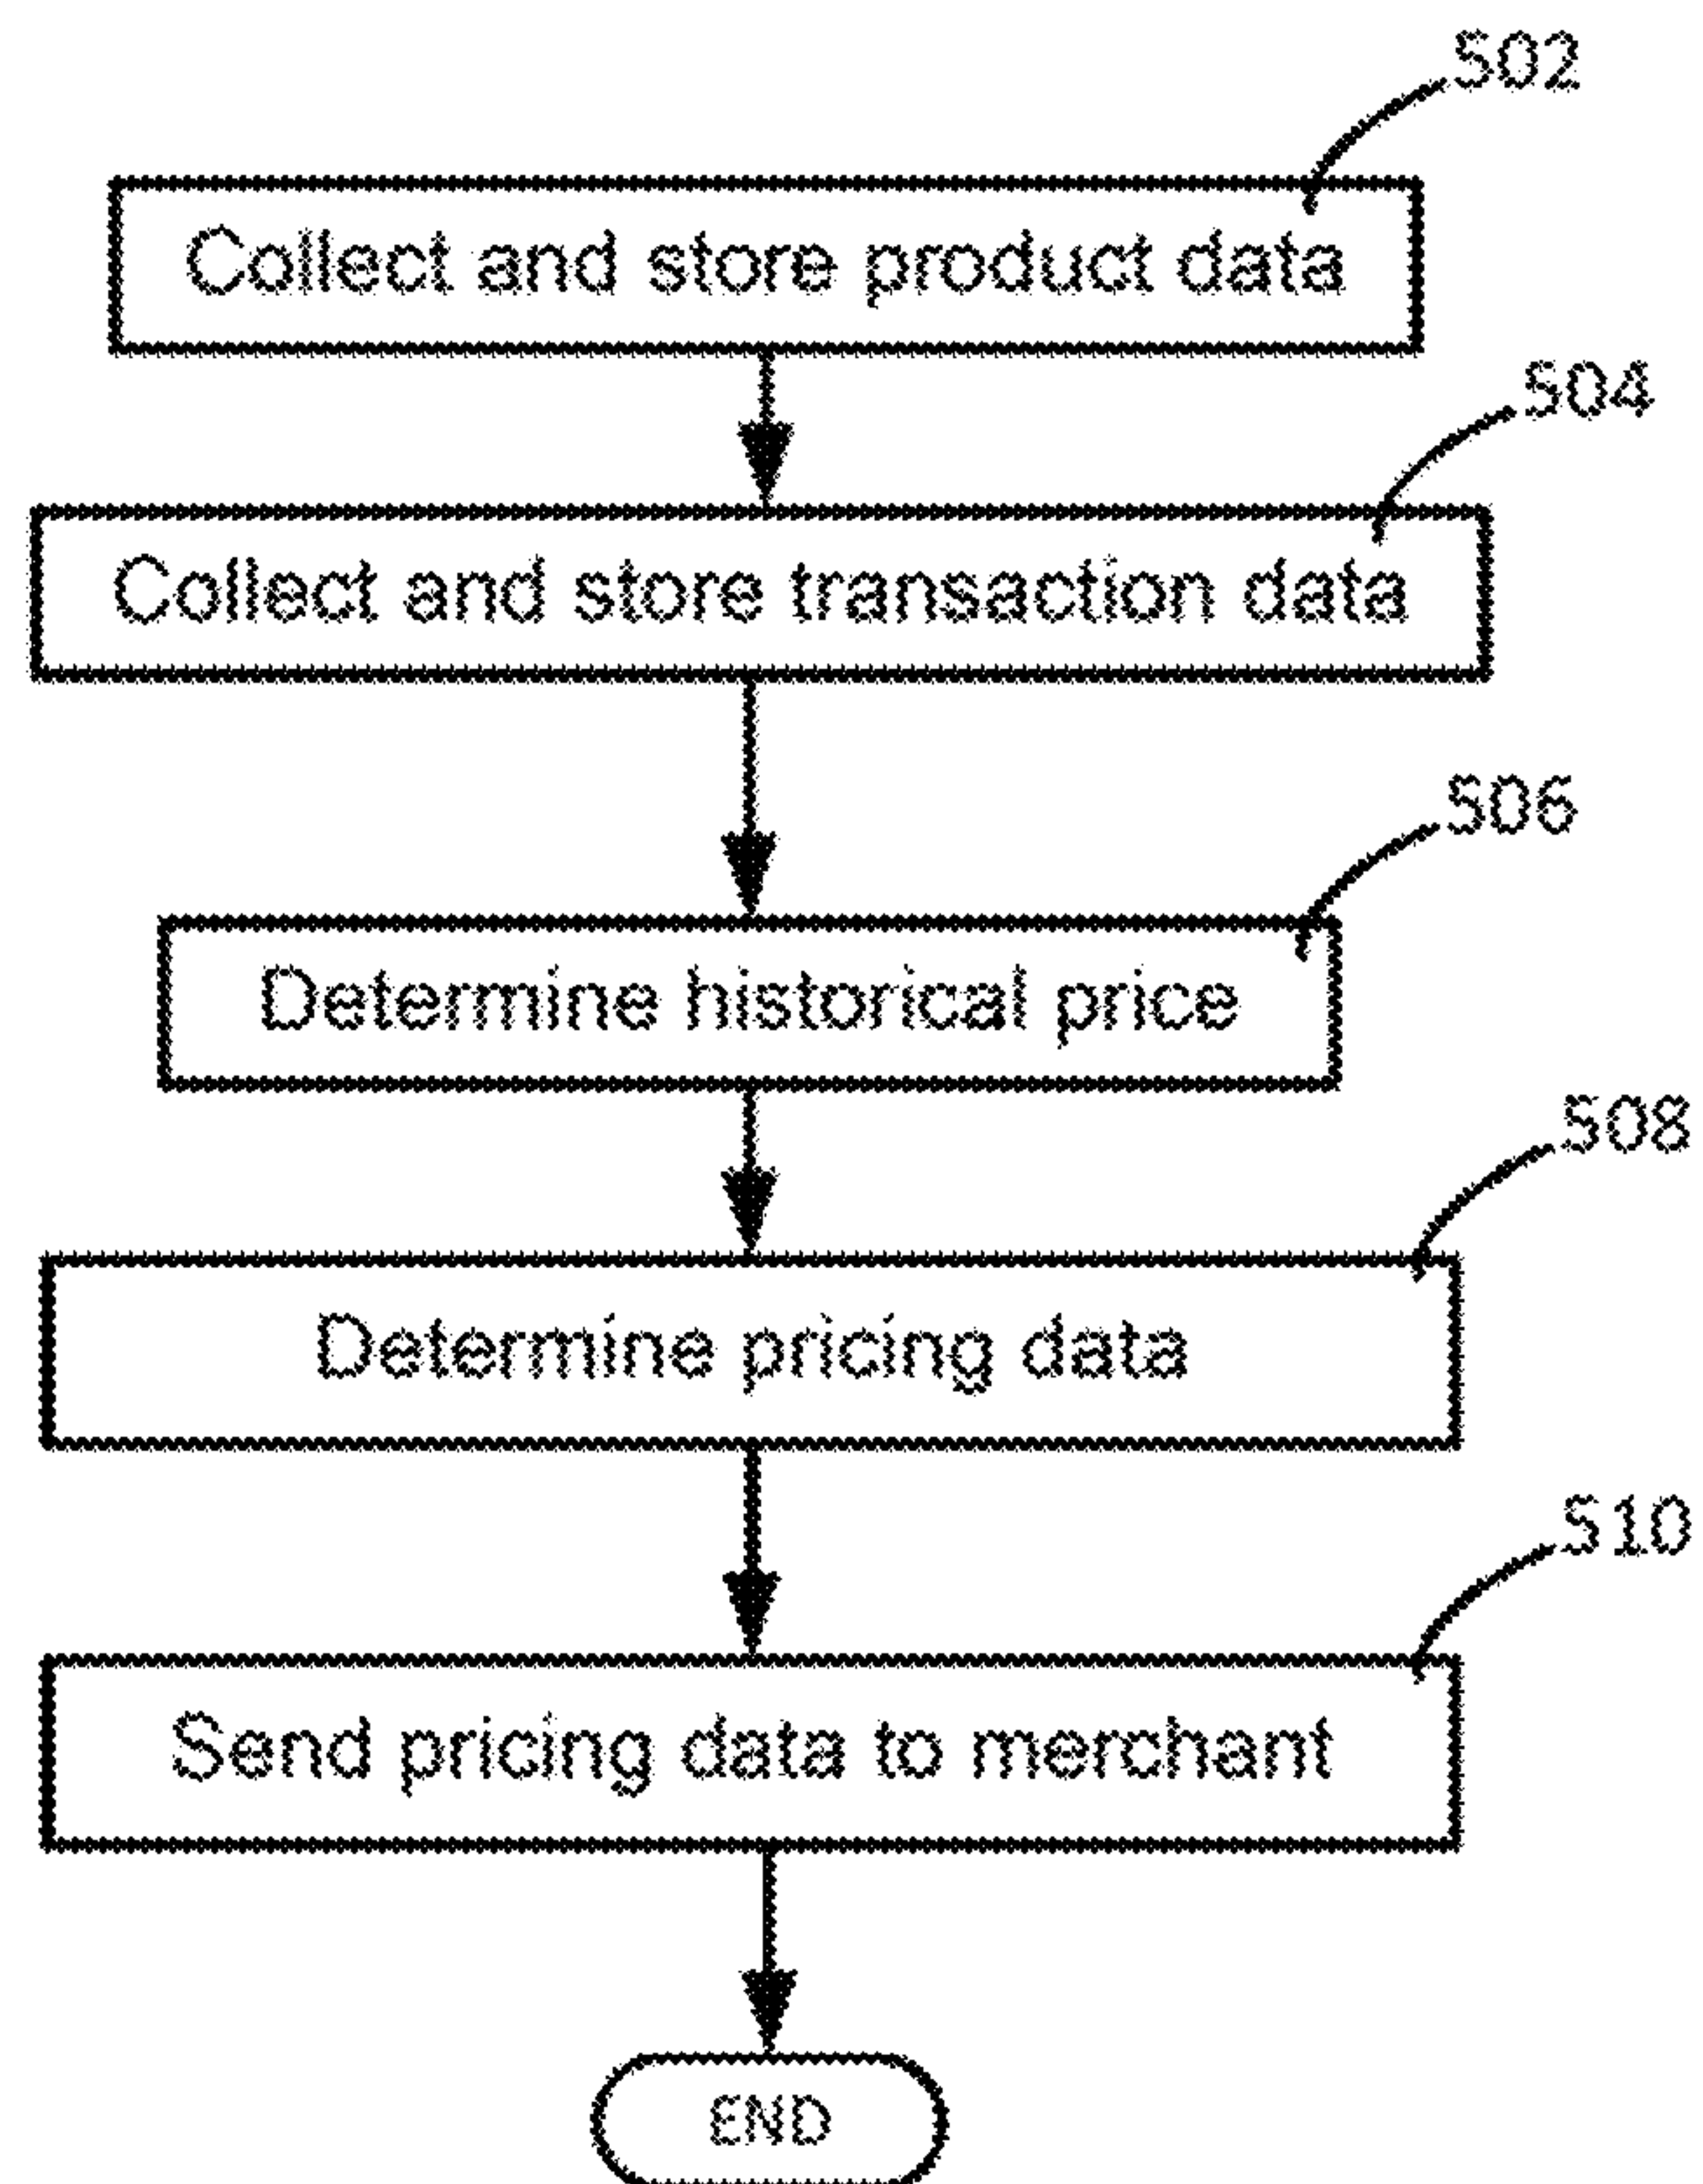 502
Collect and store product data
504
Collect and store transaction data
506
Determine historical price
508
Determine pricing data
510
Send pricing data to merchant
END